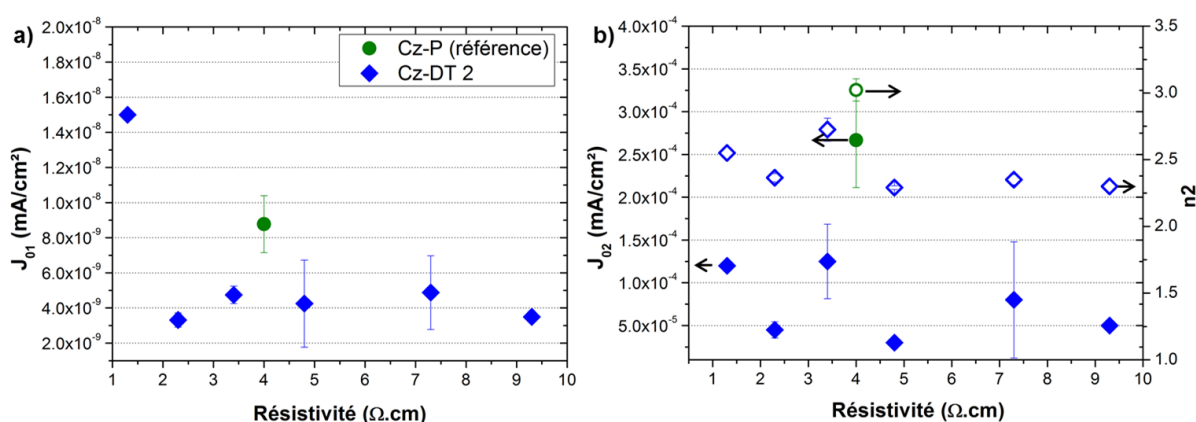 a)
2.0x10⁻⁸
1.8x10⁻⁸
1.6x10⁻⁸
1.4x10⁻⁸
1.2x10⁻⁸
1.0x10⁻⁸
8.0x10⁻⁹
6.0x10⁻⁹
4.0x10⁻⁹
2.0x10⁻⁹
J₀₁ (mA/cm²)
Cz-P (référence)
Cz-DT 2
1 2 3 4 5 6 7 8 9 10
Résistivité (Ω.cm)
b)
4.0x10⁻⁴
3.5x10⁻⁴
3.0x10⁻⁴
2.5x10⁻⁴
2.0x10⁻⁴
1.5x10⁻⁴
1.0x10⁻⁴
5.0x10⁻⁵
J₀₂ (mA/cm²)
3.5
3.0
2.5
2.0
1.5
1.0
n2
1 2 3 4 5 6 7 8 9 10
Résistivité (Ω.cm)